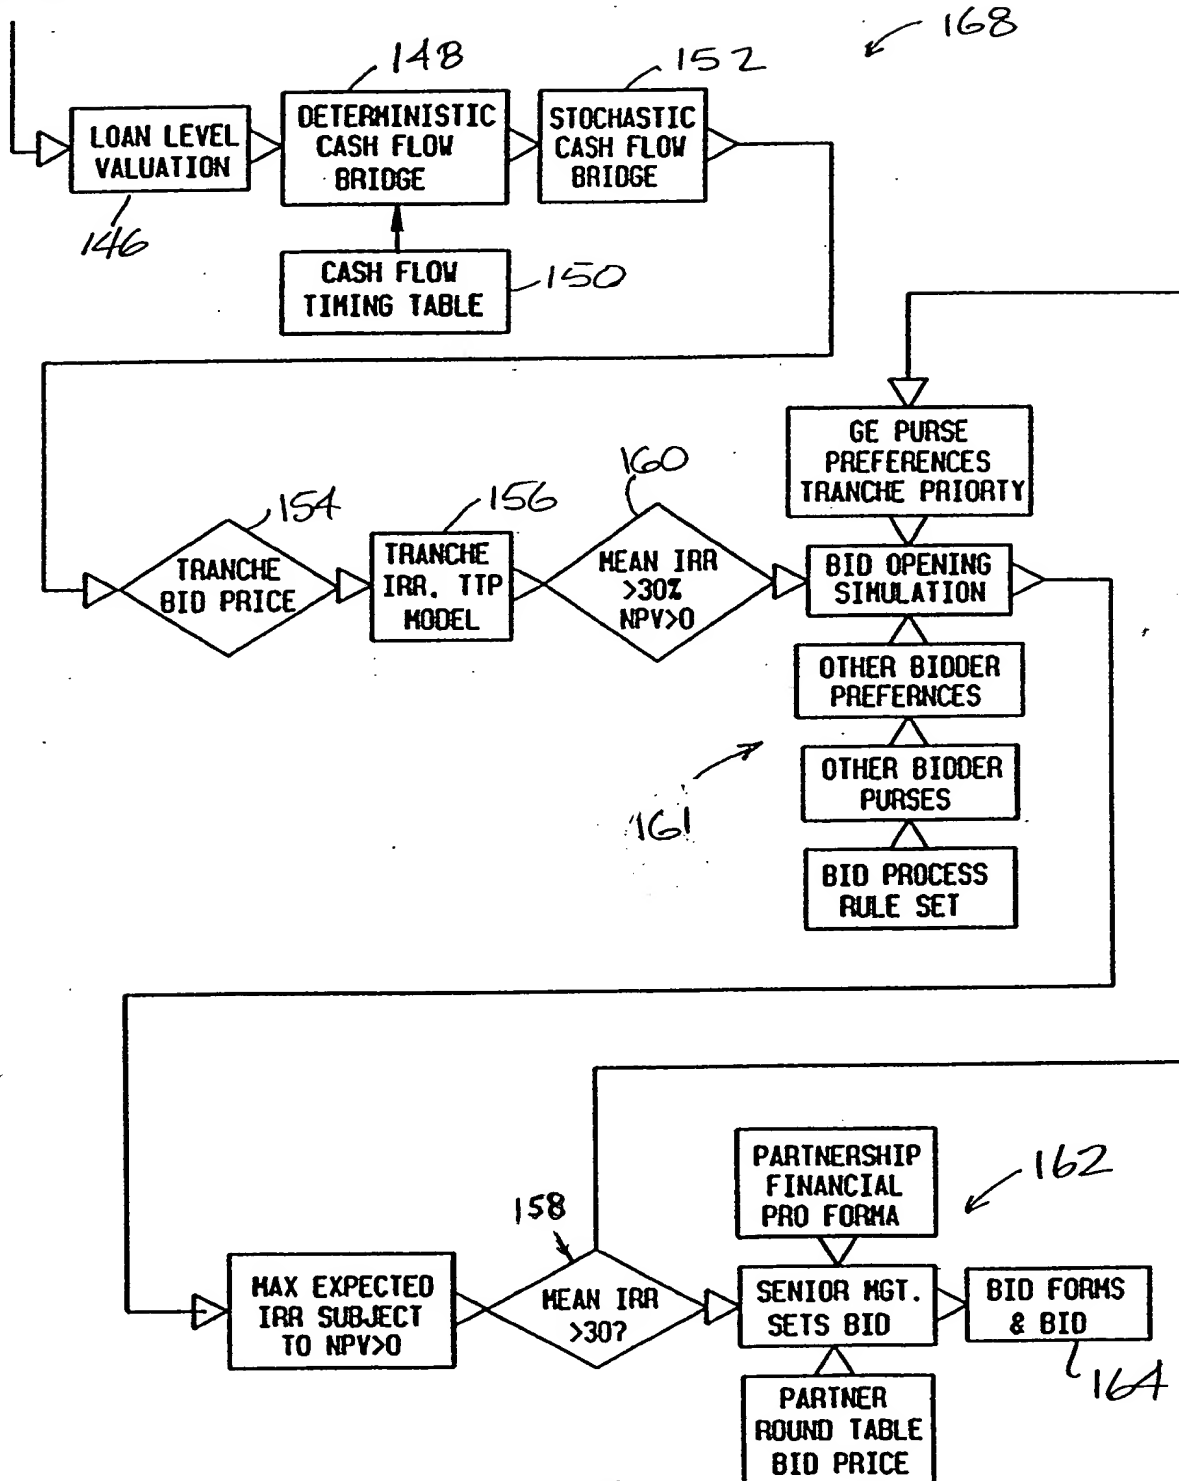 168
148
152
LOAN LEVEL
VALUATION
DETERMINISTIC
CASH FLOW
BRIDGE
STOCHASTIC
CASH FLOW
BRIDGE
146
CASH FLOW
TIMING TABLE
150
GE PURSE
PREFERENCES
TRANCHE PRIORTY
154
156
160
TRANCHE
BID PRICE
TRANCHE
IRR. TTP
MODEL
MEAN IRR
>30%
NPV>0
BID OPENING
SIMULATION
OTHER BIDDER
PREFERNCES
OTHER BIDDER
PURSES
161
BID PROCESS
RULE SET
PARTNERSHIP
FINANCIAL
PRO FORMA
162
158
MAX EXPECTED
IRR SUBJECT
TO NPV>0
MEAN IRR
>30?
SENIOR MGT.
SETS BID
BID FORMS
& BID
164
PARTNER
ROUND TABLE
BID PRICE